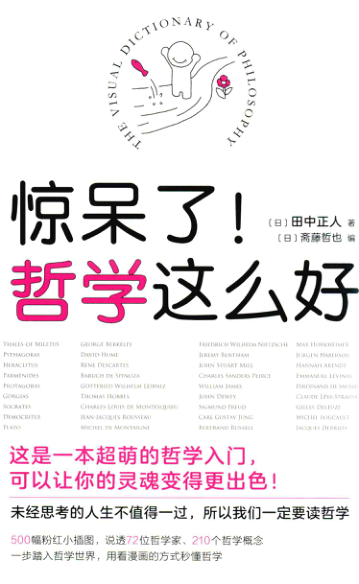 THE VISUAL DICTIONARY OF PHILOSOPHY
惊呆了！
[日] 田中正人 著
[日] 斋藤哲也 编
哲学这么好
THALES OF MILETUS GEORGE BERKELEY FRIEDRICH WILHELM NIETZSCHE MAX HORKHEIMER
PYTHAGORAS DAVID HUME JEREMY BENTHAM JÜRGEN HABERMAS
HERACLITUS RENE DESCARTES JOHN STUART MILL HANNAH ARENDT
PARMENIDES BARUCH DE SPINOZA CHARLES SANDERS PEIRCE EMMANUEL LEVINAS
PROTAGORAS GOTTFRIED WILHELM LEIBNIZ WILLIAM JAMES FERDINAND DE
GORGIAS THOMAS HOBBES JOHN DEWEY CLAUDE LÉVI-STRAUSS
SOCRATES CHARLES-LOUIS DE MONTESQUIEU SIGMUND FREUD GILLES DELEUZE
DEMOCRITUS JEAN-JACQUES ROUSSEAU CARL GUSTAV JUNG MICHEL FOUCAULT
PLATO MICHEL DE MONTAIGNE BERTRAND RUSSELL JACQUES DERRIDA
这是一本超萌的哲学入门，
可以让你的灵魂变得更出色！
未经思考的人生不值得一过，所以我们一定要读哲学
500幅粉红小插图，说透72位哲学家、210个哲学概念
一步踏入哲学世界，用看漫画的方式秒懂哲学